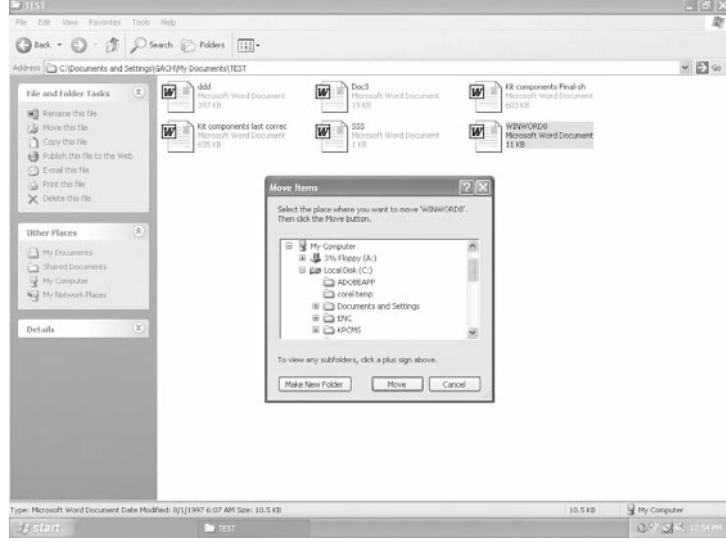 TEST
File Edit View Favorites Tools Help
Back Search Folders
Address C:\Documents and Settings\GACH\My Documents\TEST Go
File and Folder Tasks
Rename this file
Move this file
Copy this file
Publish this file to the Web
E-mail this file
Print this file
Delete this file
Other Places
My Documents
Shared Documents
My Computer
My Network Places
Details
ddd
Microsoft Word Document
397 KB
Doc3
Microsoft Word Document
19 KB
Kit components Final-sh
Microsoft Word Document
603 KB
Kit components last correc
Microsoft Word Document
635 KB
SSS
Microsoft Word Document
1 KB
WINWORD8
Microsoft Word Document
11 KB
Move Items
Select the place where you want to move 'WINWORD8'.
Then click the Move button.
My Computer
3½ Floppy (A:)
Local Disk (C:)
ADOBEAPP
corel temp
Documents and Settings
ENC
KPCMS
To view any subfolders, click a plus sign above.
Make New Folder Move Cancel
Type: Microsoft Word Document Date Modified: 8/1/1997 6:07 AM Size: 10.5 KB 10.5 KB My Computer
start TEST 12:54 PM